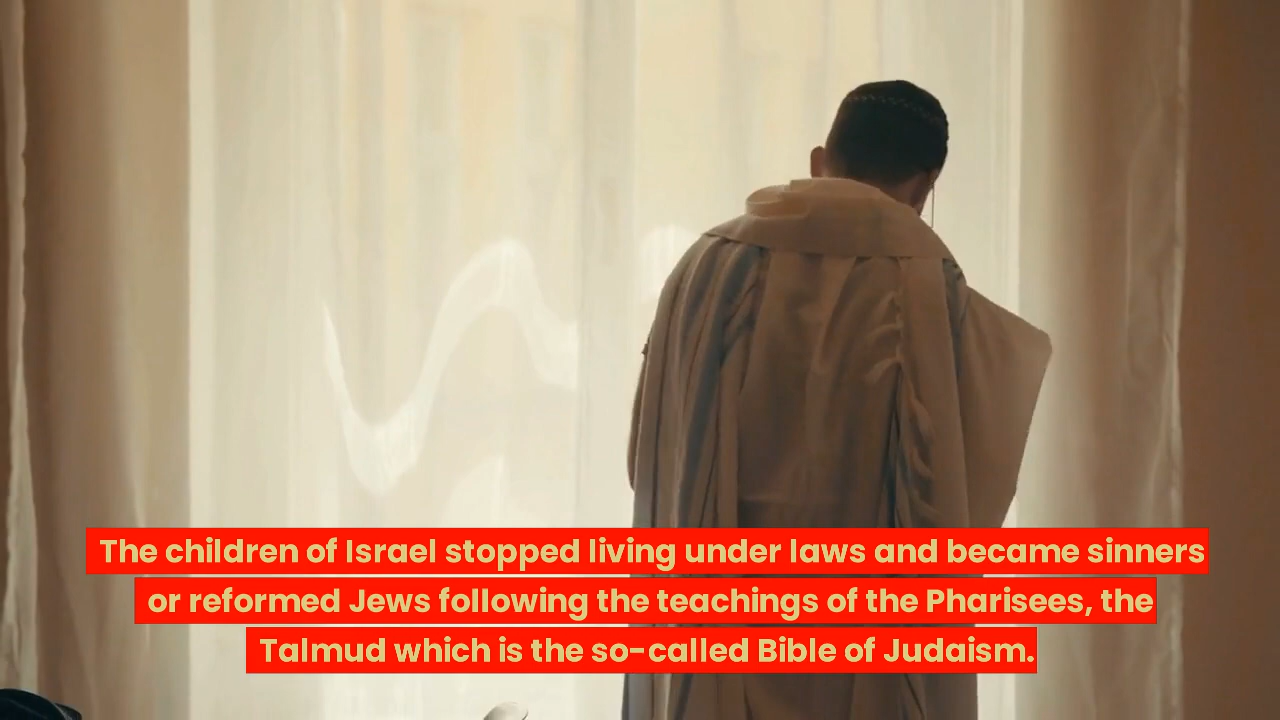 The children of Israel stopped living under laws and became sinners
or reformed Jews following the teachings of the Pharisees, the
Talmud which is the so-called Bible of Judaism.